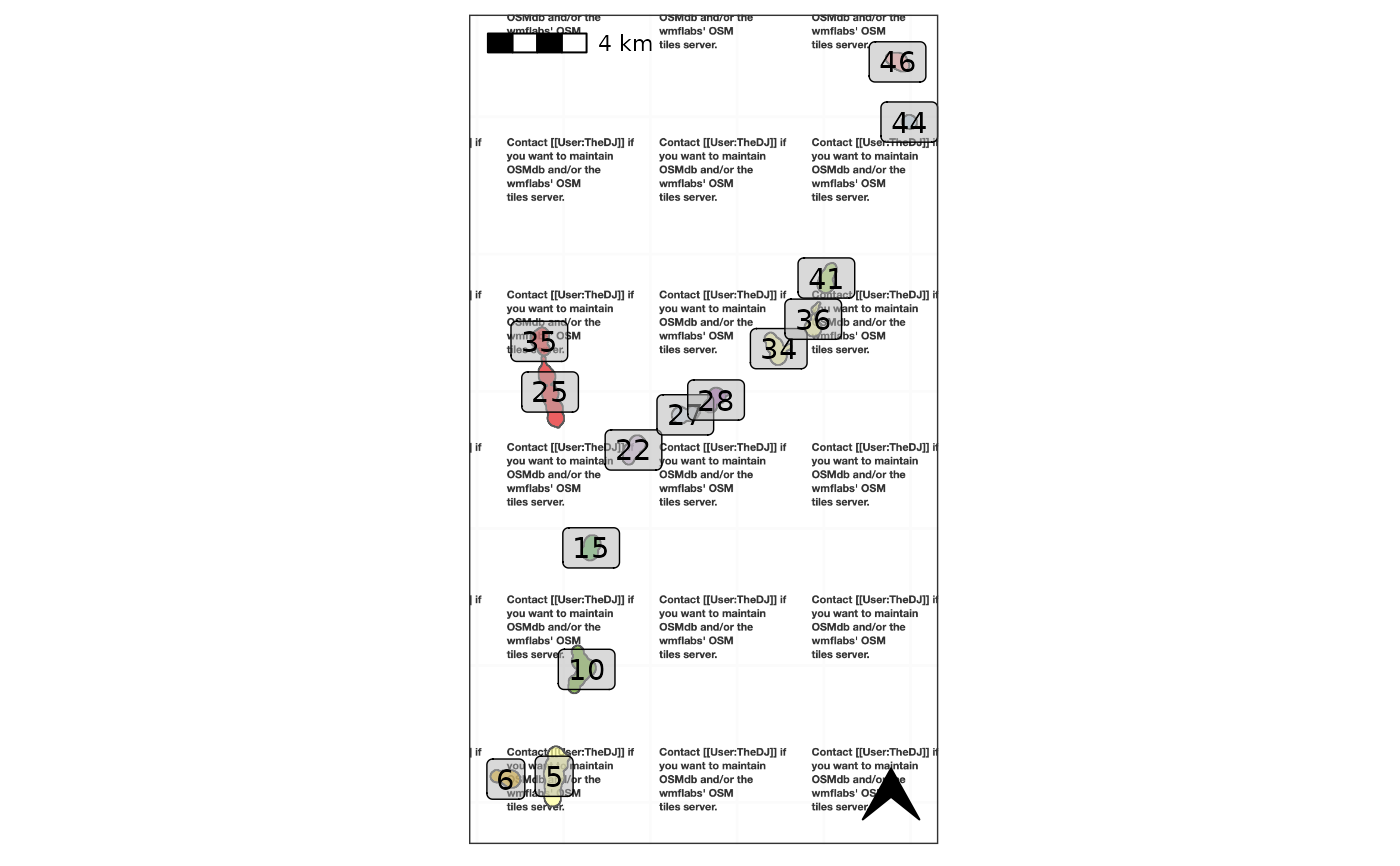 OSMdb and/or the
wmflabs' OSM
4 km
OSMdb and/or the
wmflabs' OSM
tiles server.
OSMdb and/or the
wmflabs' OSM
tiles server.
46
44
] if
Contact [[User:TheDJ]] if
you want to maintain
OSMdb and/or the
wmflabs' OSM
tiles server.
Contact [[User:TheDJ]] if
you want to maintain
OSMdb and/or the
wmflabs' OSM
tiles server.
Contact [[User:TheDJ]] if
you want to maintain
OSMdb and/or the
wmflabs' OSM
tiles server.
41
] if
Contact [[User:TheDJ]] if
you want to maintain
OSMdb and/or the
wmflabs' OSM
tiles server.
Contact [[User:TheDJ]] if
you want to maintain
OSMdb and/or the
wmflabs' OSM
tiles server.
Contact [[User:TheDJ]] if
you want to maintain
OSMdb and/or the
wmflabs' OSM
tiles server.
36
35
34
25
28
27
22
] if
Contact [[User:TheDJ]] if
you want to maintain
OSMdb and/or the
wmflabs' OSM
tiles server.
Contact [[User:TheDJ]] if
you want to maintain
OSMdb and/or the
wmflabs' OSM
tiles server.
Contact [[User:TheDJ]] if
you want to maintain
OSMdb and/or the
wmflabs' OSM
tiles server.
15
] if
Contact [[User:TheDJ]] if
you want to maintain
OSMdb and/or the
wmflabs' OSM
tiles server.
Contact [[User:TheDJ]] if
you want to maintain
OSMdb and/or the
wmflabs' OSM
tiles server.
Contact [[User:TheDJ]] if
you want to maintain
OSMdb and/or the
wmflabs' OSM
tiles server.
10
] if
Contact [[User:TheDJ]] if
you want to maintain
OSMdb and/or the
wmflabs' OSM
tiles server.
Contact [[User:TheDJ]] if
you want to maintain
OSMdb and/or the
wmflabs' OSM
tiles server.
Contact [[User:TheDJ]] if
you want to maintain
OSMdb and/or the
wmflabs' OSM
tiles server.
6
5